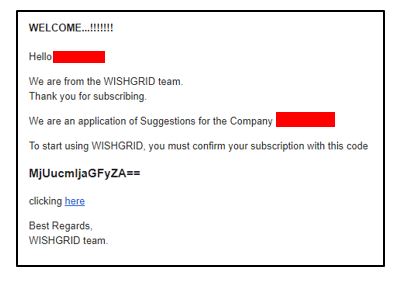 WELCOME...!!!!!!!
Hello
We are from the WISHGRID team.
Thank you for subscribing.
We are an application of Suggestions for the Company
To start using WISHGRID, you must confirm your subscription with this code
MjUucmljaGFyZA==
clicking here
Best Regards,
WISHGRID team.